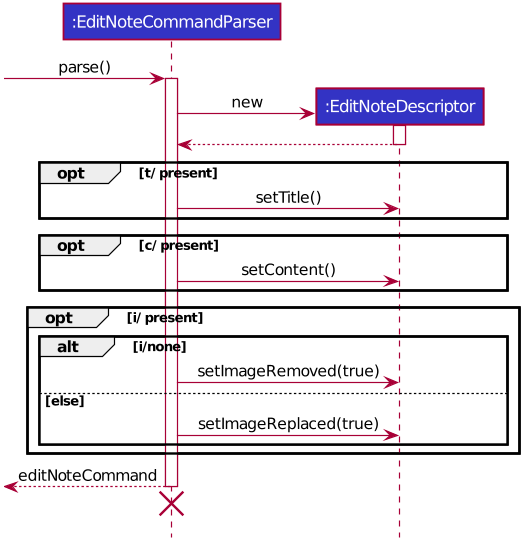 :EditNoteCommandParser
parse()
new
:EditNoteDescriptor
opt [t/ present]
setTitle()
opt [c/ present]
setContent()
opt [i/ present]
alt [i/none]
setImageRemoved(true)
[else]
setImageReplaced(true)
editNoteCommand